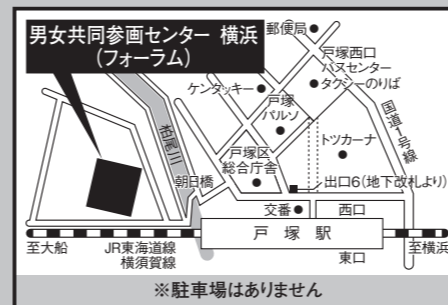 男女共同参画センター 横浜
(フォーラム)
郵便局
戸塚西口
バスセンター
タクシーのりば
ケンタッキー
戸塚
パルソ
国道1号線
柏尾川
トツカーナ
戸塚区
総合庁舎
朝日橋
出口6(地下改札より)
交番
西口
戸塚駅
至大船
JR東海道線
横須賀線
東口
至横浜
※駐車場はありません